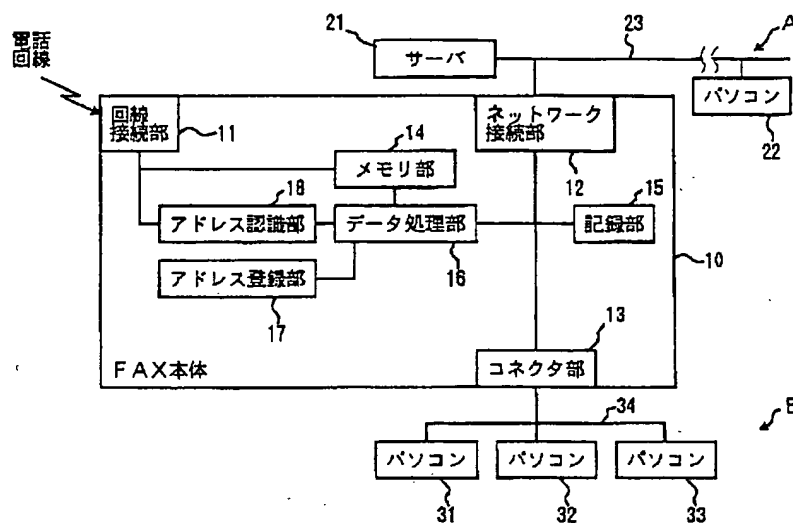 電話
回線
21
サーバ
23
A
パソコン
22
回線
接続部
11
ネットワーク
接続部
12
14
メモリ部
18
アドレス認識部
データ処理部
16
15
記録部
10
アドレス登録部
17
13
コネクタ部
FAX本体
34
B
パソコン
パソコン
パソコン
31
32
33